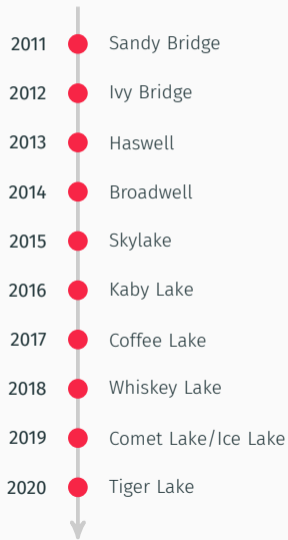 2011 Sandy Bridge
2012 Ivy Bridge
2013 Haswell
2014 Broadwell
2015 Skylake
2016 Kaby Lake
2017 Coffee Lake
2018 Whiskey Lake
2019 Comet Lake/Ice Lake
2020 Tiger Lake